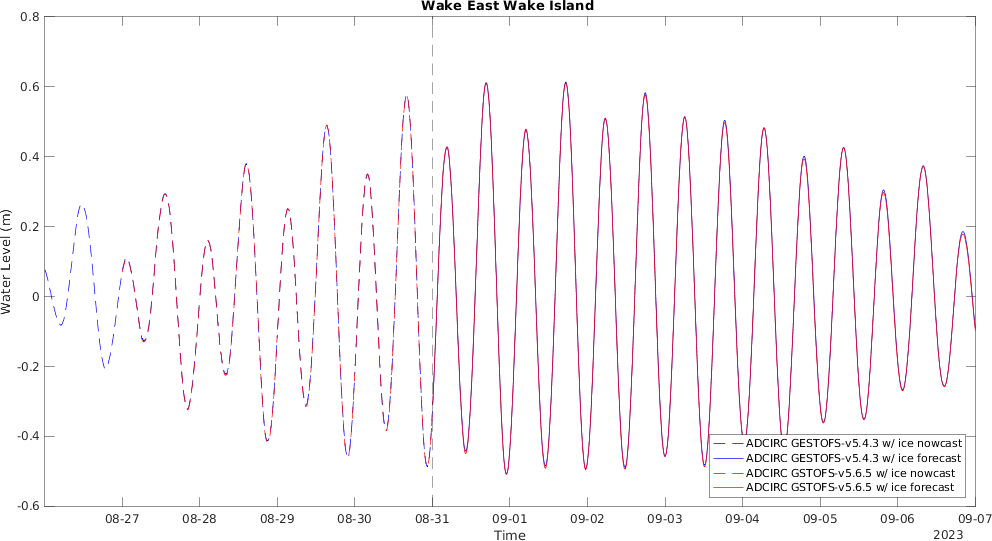 Wake East Wake Island
0.8
0.6
0.4
0.2
0
-0.2
-0.4
-0.6
Water Level (m)
ADCIRC GESTOFS-v5.4.3 w/ ice nowcast
ADCIRC GESTOFS-v5.4.3 w/ ice forecast
ADCIRC GSTOFS-v5.6.5 w/ ice nowcast
ADCIRC GSTOFS-v5.6.5 w/ ice forecast
08-27 08-28 08-29 08-30 08-31 09-01 09-02 09-03 09-04 09-05 09-06 09-07
Time
2023